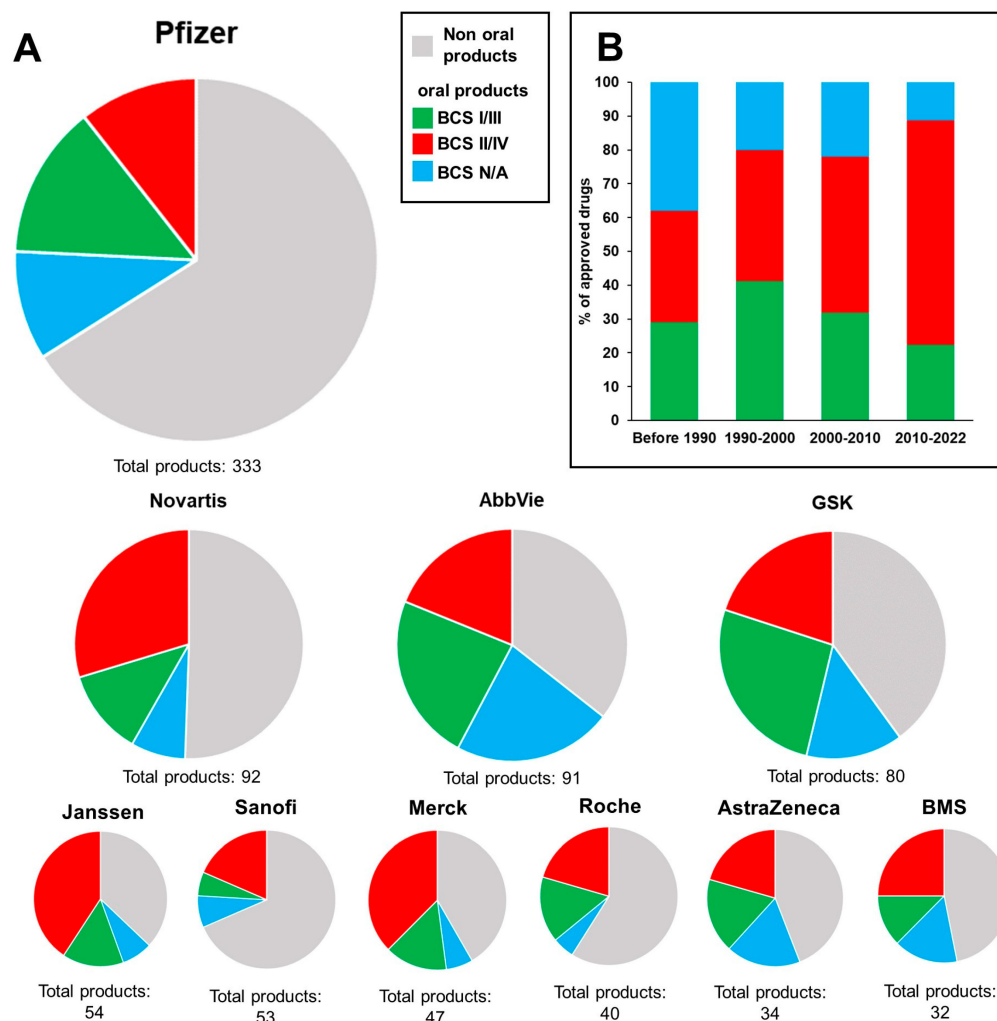 A
Pfizer
Non oral
products
oral products
BCS I/III
BCS II/IV
BCS N/A
Total products: 333
B
% of approved drugs
100
90
80
70
60
50
40
30
20
10
0
Before 1990
1990-2000
2000-2010
2010-2022
Novartis
AbbVie
GSK
Total products: 92
Total products: 91
Total products: 80
Janssen
Sanofi
Merck
Roche
AstraZeneca
BMS
Total products:
54
Total products:
53
Total products:
47
Total products:
40
Total products:
34
Total products:
32